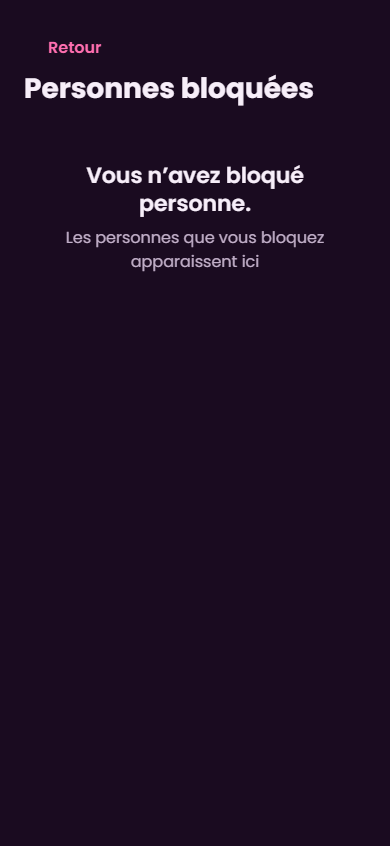 Retour
Personnes bloquées
Vous n’avez bloqué
personne.
Les personnes que vous bloquez
apparaissent ici